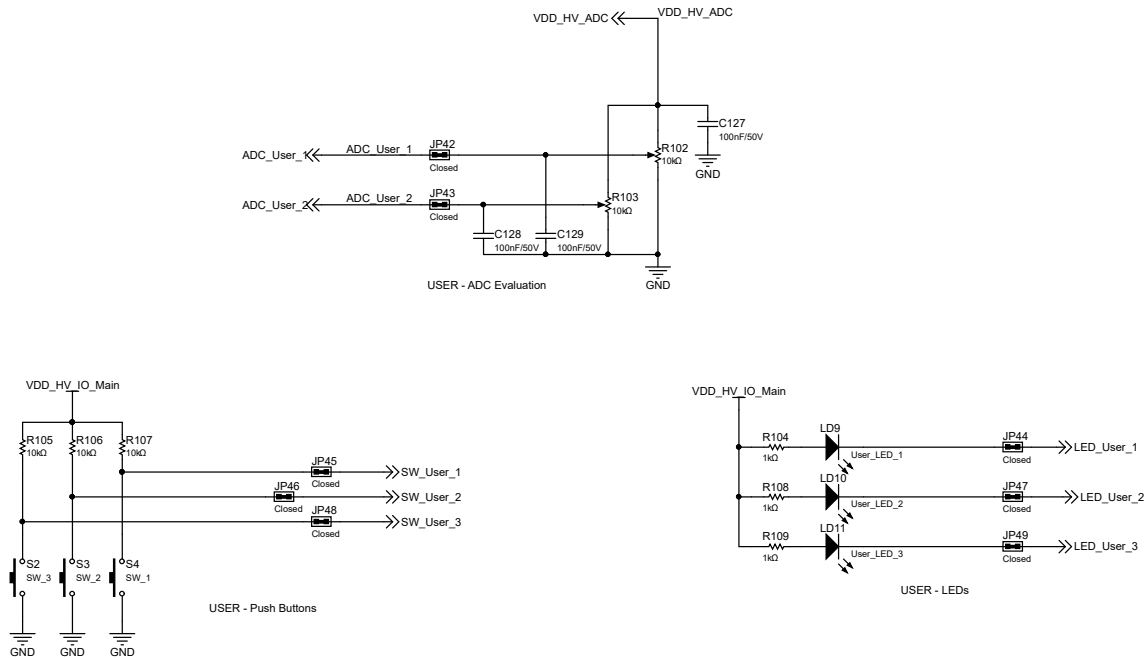 VDD_HV_ADC
VDD_HV_ADC
C127
100nF/50V
GND
ADC_User_1
ADC_User_1
JP42
Closed
R102
10kΩ
ADC_User_2
ADC_User_2
JP43
Closed
R103
10kΩ
C128
100nF/50V
C129
100nF/50V
GND
USER - ADC Evaluation
VDD_HV_IO_Main
R105
10kΩ
R106
10kΩ
R107
10kΩ
JP45
Closed
SW_User_1
JP46
Closed
SW_User_2
JP48
Closed
SW_User_3
S2
SW_3
S3
SW_2
S4
SW_1
GND
GND
GND
USER - Push Buttons
VDD_HV_IO_Main
R104
1kΩ
LD9
User_LED_1
JP44
Closed
LED_User_1
R108
1kΩ
LD10
User_LED_2
JP47
Closed
LED_User_2
R109
1kΩ
LD11
User_LED_3
JP49
Closed
LED_User_3
USER - LEDs